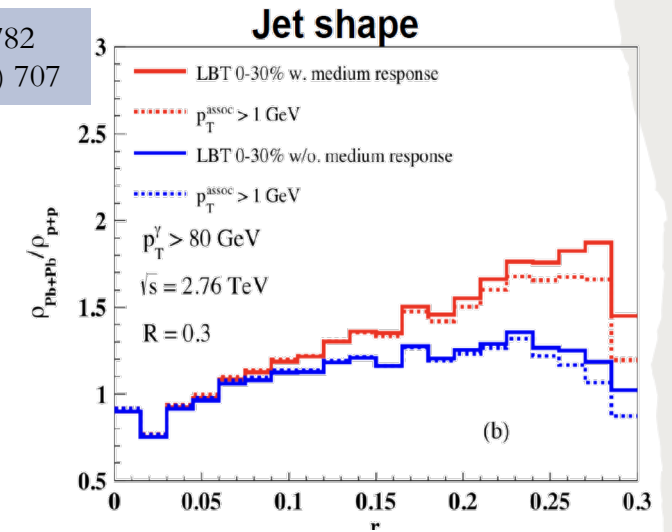 Jet shape
782
) 707
3
2.5
2
1.5
1
0.5
ρPb+Pb/ρp+p
LBT 0-30% w. medium response
p_T^assoc > 1 GeV
LBT 0-30% w/o. medium response
p_T^assoc > 1 GeV
p_T^γ > 80 GeV
√s = 2.76 TeV
R = 0.3
(b)
0 0.05 0.1 0.15 0.2 0.25 0.3
r